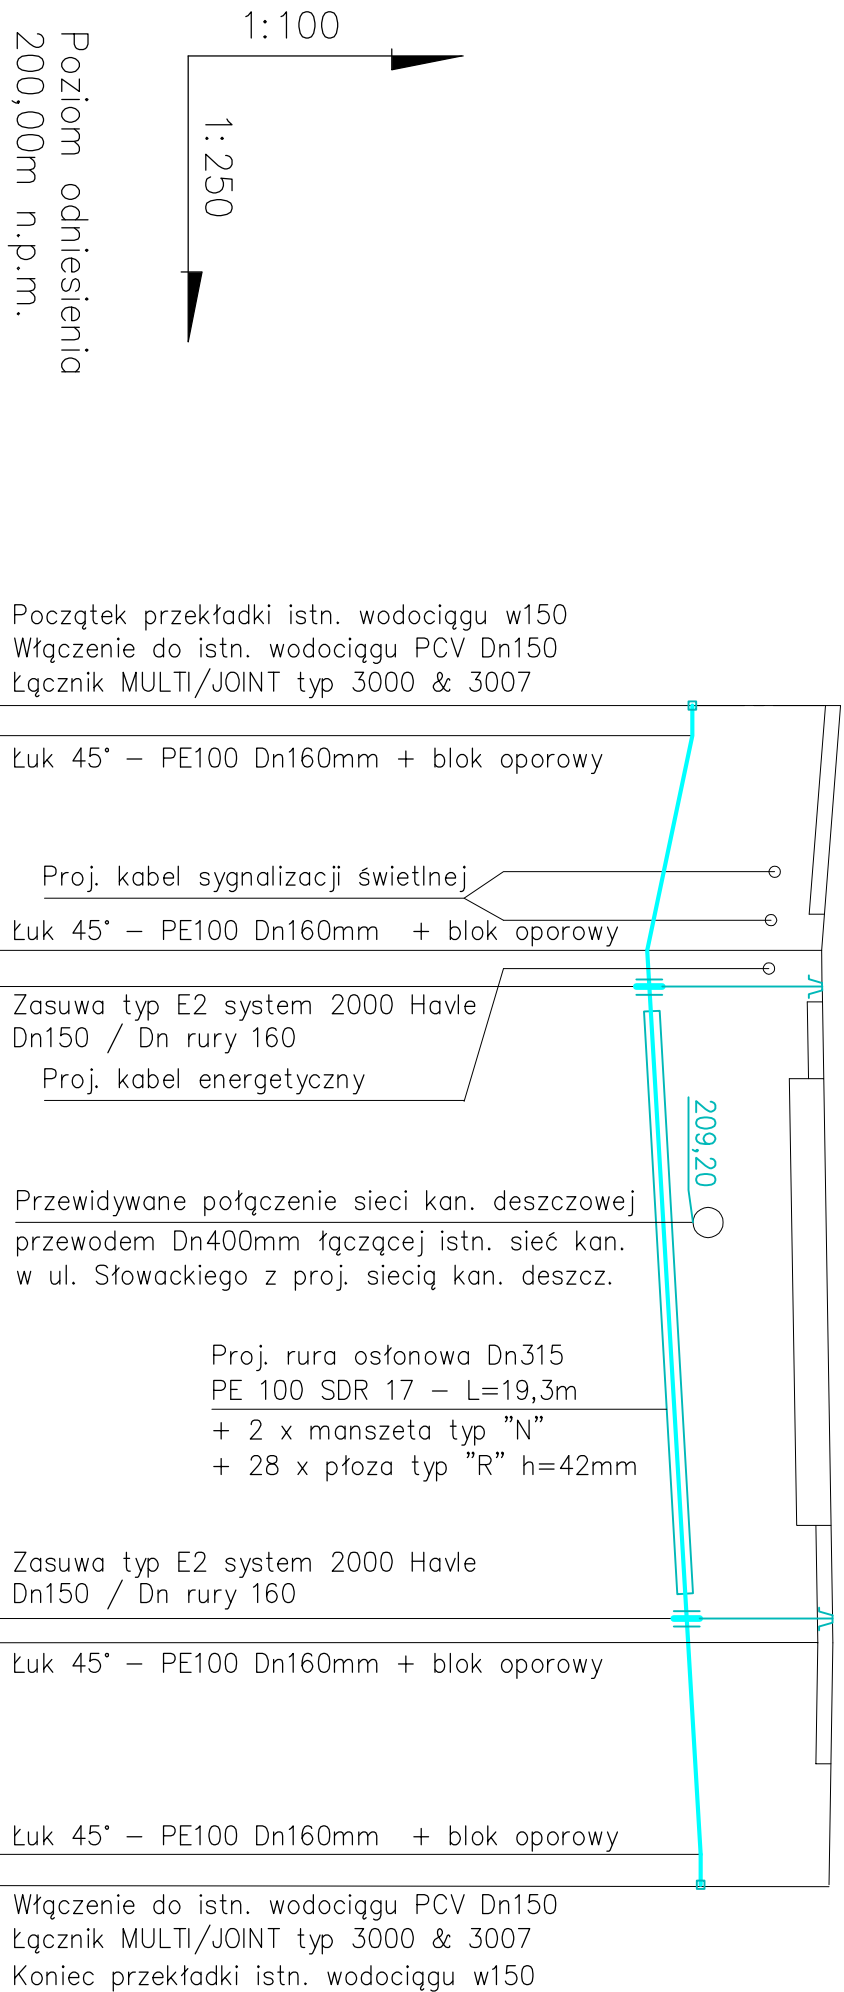 1:100
1:250
Poziom odniesienia
200,00m n.p.m.
Początek przekładki istn. wodociągu w150
Włączenie do istn. wodociągu PCV Dn150
Łącznik MULTI/JOINT typ 3000 & 3007
Łuk 45° – PE100 Dn160mm + blok oporowy
Proj. kabel sygnalizacji świetlnej
Łuk 45° – PE100 Dn160mm + blok oporowy
Zasuwa typ E2 system 2000 Havle
Dn150 / Dn rury 160
Proj. kabel energetyczny
209,20
Przewidywane połączenie sieci kan. deszczowej
przewodem Dn400mm łączącej istn. sieć kan.
w ul. Słowackiego z proj. siecią kan. deszcz.
Proj. rura osłonowa Dn315
PE 100 SDR 17 – L=19,3m
+ 2 x manszeta typ "N"
+ 28 x płoza typ "R" h=42mm
Zasuwa typ E2 system 2000 Havle
Dn150 / Dn rury 160
Łuk 45° – PE100 Dn160mm + blok oporowy
Łuk 45° – PE100 Dn160mm + blok oporowy
Włączenie do istn. wodociągu PCV Dn150
Łącznik MULTI/JOINT typ 3000 & 3007
Koniec przekładki istn. wodociągu w150